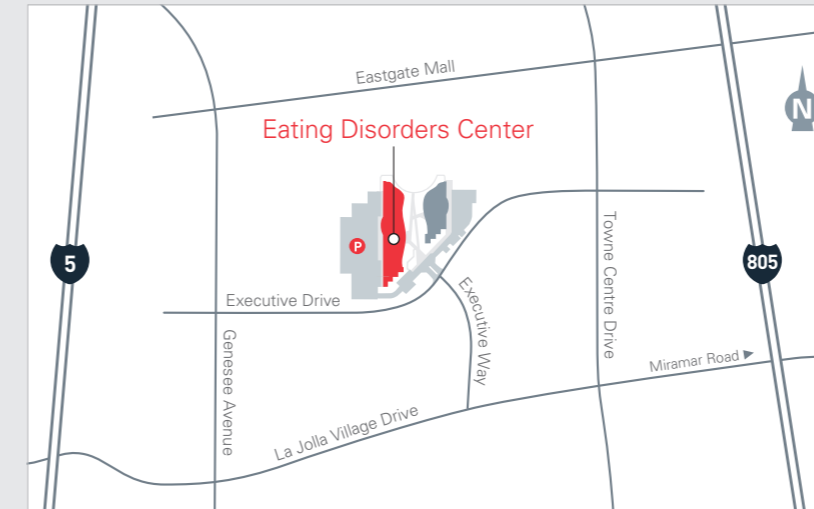 Eastgate Mall
N
Eating Disorders Center
P
5
805
Towne Centre Drive
Executive Drive
Executive Way
Genesee Avenue
Miramar Road
La Jolla Village Drive